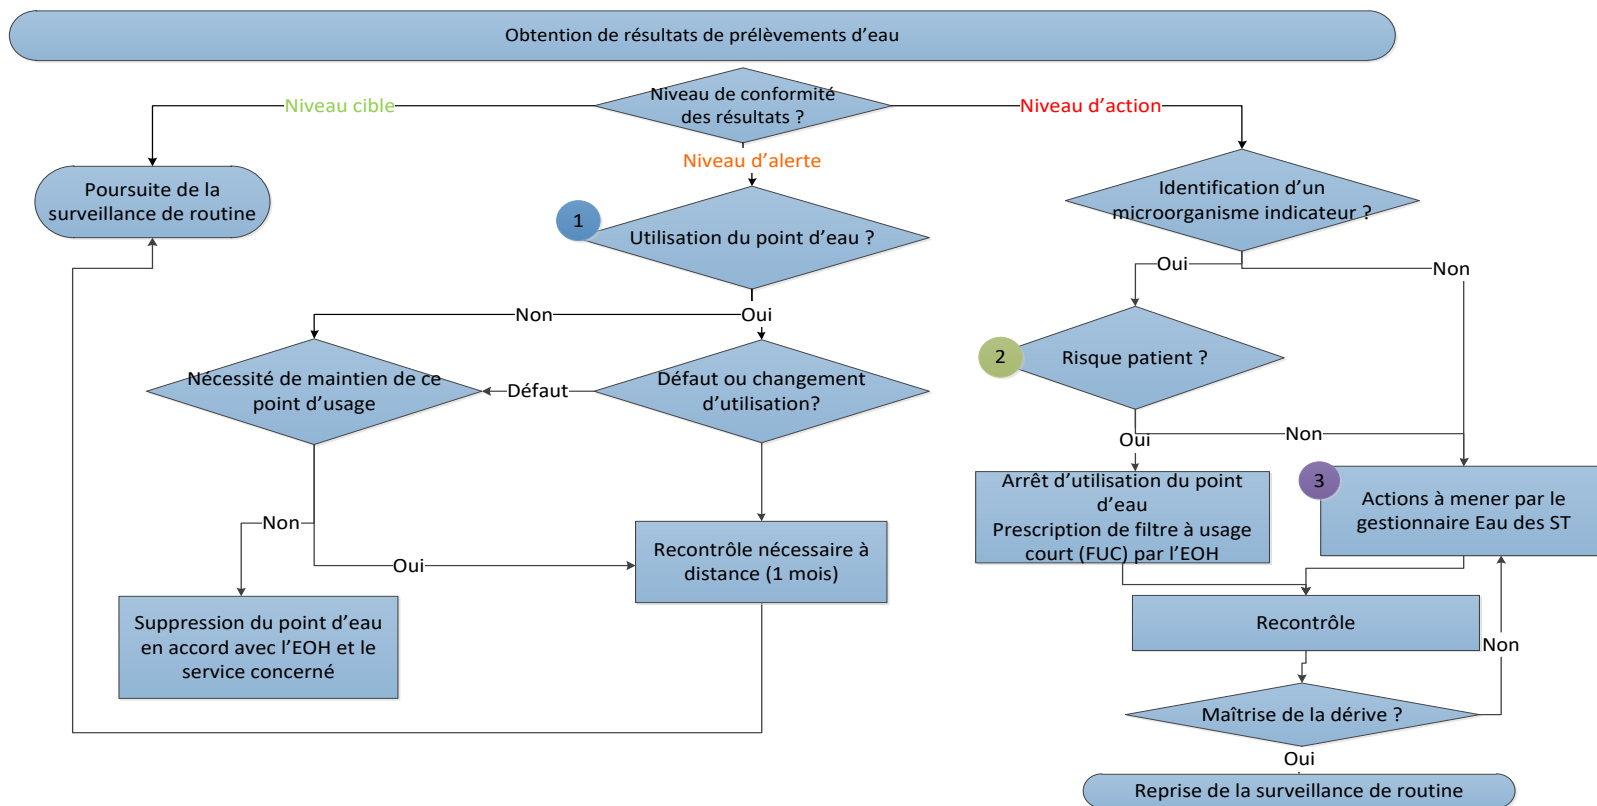 Obtention de résultats de prélèvements d’eau
Niveau cible
Niveau de conformité
des résultats ?
Niveau d’action
Niveau d’alerte
Poursuite de la
surveillance de routine
Identification d’un
microorganisme indicateur ?
1
Utilisation du point d’eau ?
Oui
Non
Non
Oui
2
Risque patient ?
Nécessité de maintien de ce
point d’usage
Défaut
Défaut ou changement
d’utilisation?
Oui
Non
Arrêt d’utilisation du point
d’eau
Prescription de filtre à usage
court (FUC) par l’EOH
3
Actions à mener par le
gestionnaire Eau des ST
Non
Oui
Recontrôle nécessaire à
distance (1 mois)
Suppression du point d’eau
en accord avec l’EOH et le
service concerné
Recontrôle
Non
Maîtrise de la dérive ?
Oui
Reprise de la surveillance de routine